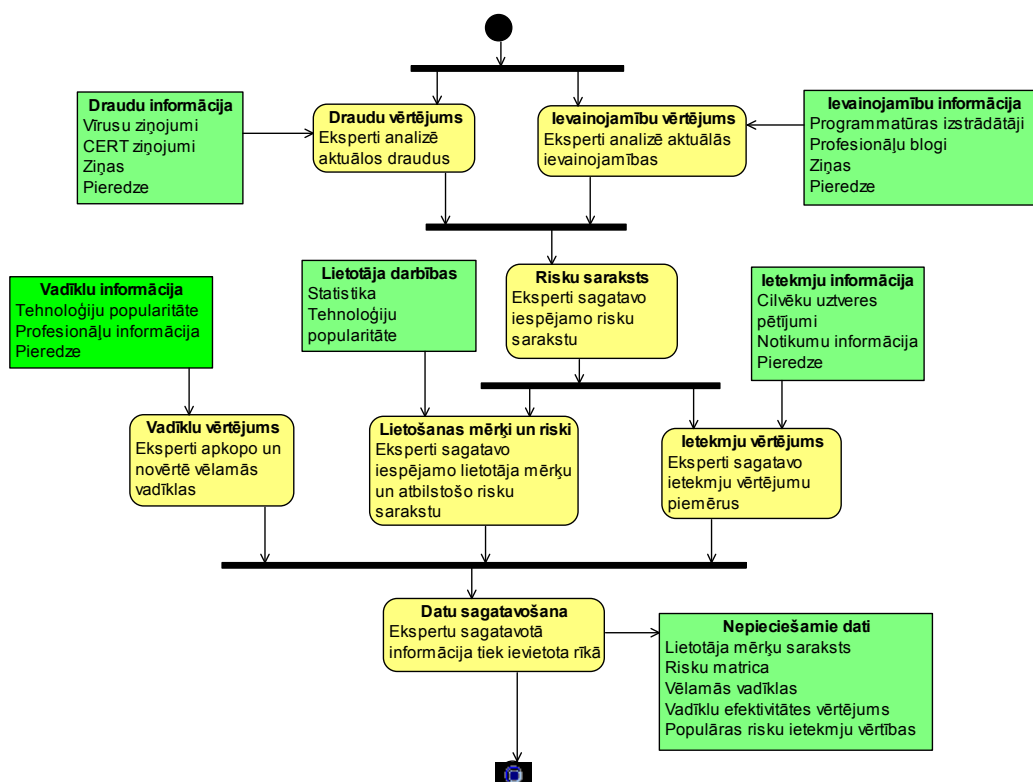 Draudu informācija
Vīrusu ziņojumi
CERT ziņojumi
Ziņas
Pieredze
Draudu vērtējums
Eksperti analizē
aktuālos draudus
Ievainojamību vērtējums
Eksperti analizē aktuālās
ievainojamības
Ievainojamību informācija
Programmatūras izstrādātāji
Profesionāļu blogi
Ziņas
Pieredze
Vadīklu informācija
Tehnoloģiju popularitāte
Profesionāļu informācija
Pieredze
Lietotāja darbības
Statistika
Tehnoloģiju
popularitāte
Risku saraksts
Eksperti sagatavo
iespējamo risku
sarakstu
Ietekmju informācija
Cilvēku uztveres
pētījumi
Notikumu informācija
Pieredze
Vadīklu vērtējums
Eksperti apkopo un
novērtē vēlamās
vadīklas
Lietošanas mērķi un riski
Eksperti sagatavo
iespējamo lietotāja mērķu
un atbilstošo risku
sarakstu
Ietekmju vērtējums
Eksperti sagatavo
ietekmju vērtējumu
piemērus
Datu sagatavošana
Ekspertu sagatavotā
informācija tiek ievietota rīkā
Nepieciešamie dati
Lietotāja mērķu saraksts
Risku matrica
Vēlamās vadīklas
Vadīklu efektivitātes vērtējums
Populāras risku ietekmju vērtības